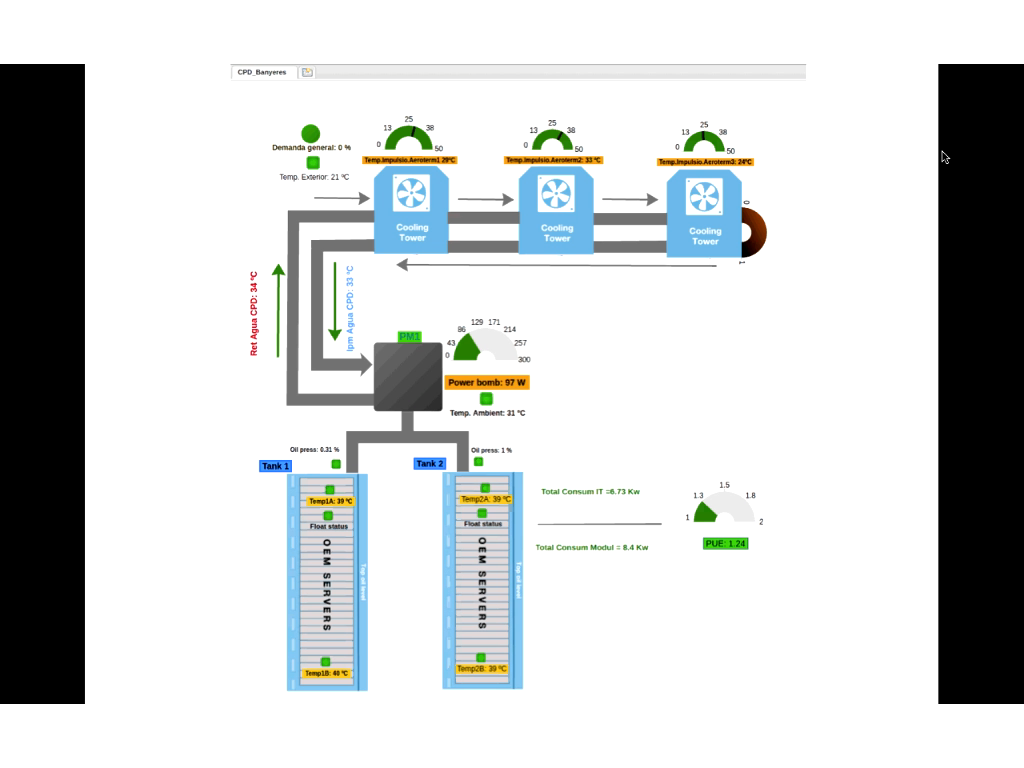 CPD_Banyeres
Demanda general: 0 %
Temp. Exterior: 21 ºC
0
13
25
38
50
Temp.Impulsio.Aeroterm1 29ºC
0
13
25
38
50
Temp.Impulsio.Aeroterm2: 33 ºC
0
13
25
38
50
Temp.Impulsio.Aeroterm3: 24ºC
Cooling
Tower
Cooling
Tower
Cooling
Tower
0
1
Ret Agua CPD: 34 ºC
Ipm Agua CPD: 33 ºC
PM1
0
43
86
129
171
214
257
300
Power bomb: 97 W
Temp. Ambient: 31 ºC
Oil press: 0.31 %
Tank 1
Oil press: 1 %
Tank 2
Temp1A: 39 ºC
Float status
OEM SERVERS
Top oil level
Temp1B: 40 ºC
Temp2A: 39 ºC
Float status
OEM SERVERS
Top oil level
Temp2B: 39 ºC
Total Consum IT =6.73 Kw
Total Consum Modul = 8.4 Kw
1
1.3
1.5
1.8
2
PUE: 1.24